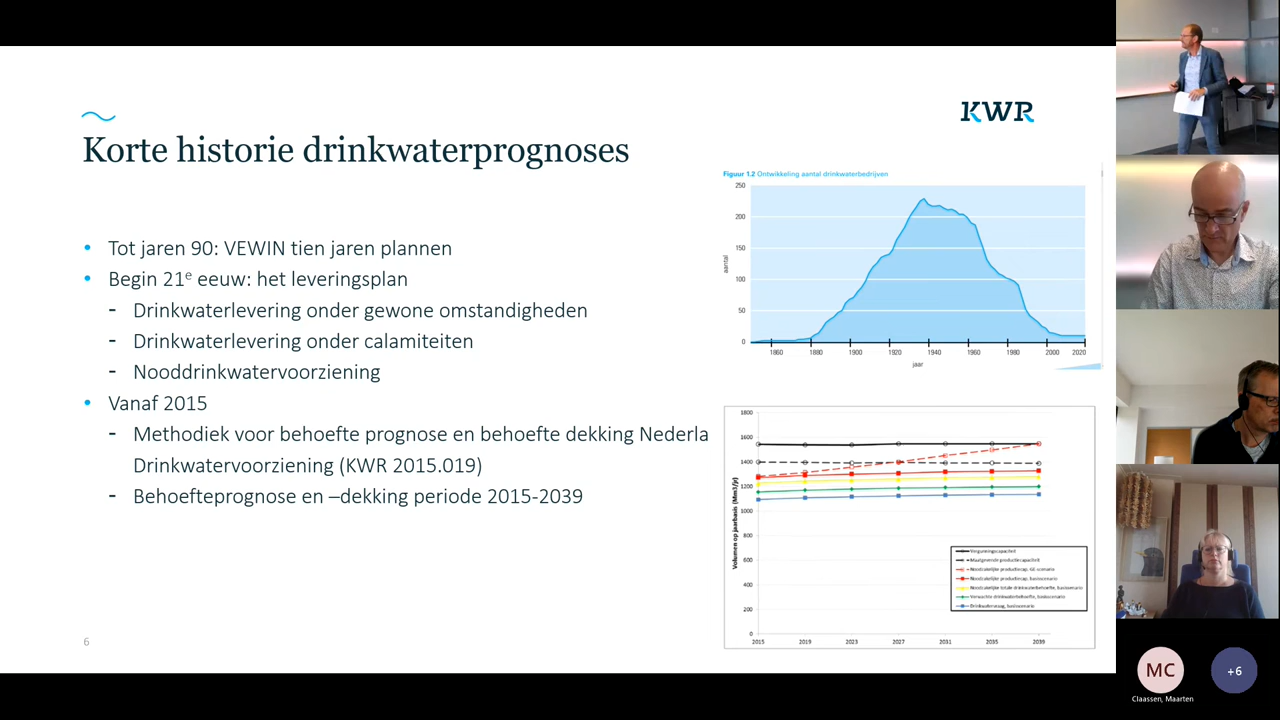 KWR
Korte historie drinkwaterprognoses
• Tot jaren 90: VEWIN tien jaren plannen
• Begin 21e eeuw: het leveringsplan
- Drinkwaterlevering onder gewone omstandigheden
- Drinkwaterlevering onder calamiteiten
- Nooddrinkwatervoorziening
• Vanaf 2015
- Methodiek voor behoefte prognose en behoefte dekking Nederla
Drinkwatervoorziening (KWR 2015.019)
- Behoefteprognose en –dekking periode 2015-2039
6
Figuur 1.2 Ontwikkeling aantal drinkwaterbedrijven
250
200
150
100
50
0
aantal
1860 1880 1900 1920 1940 1960 1980 2000 2020
jaar
1800
1600
1400
1200
1000
800
600
400
200
0
Volumen op jaarbasis (Mm3/jr)
2015 2019 2023 2027 2031 2035 2039
Vergunningscapaciteit
Maatgevende productiecapaciteit
Noodzakelijke productiecap. GE-scenario
Noodzakelijke productiecap. basisscenario
Noodzakelijke totale drinkwaterbehoefte, basisscenario
Verwachte drinkwaterbehoefte, basisscenario
Drinkwatervraag, basisscenario
MC
+6
Claassen, Maarten